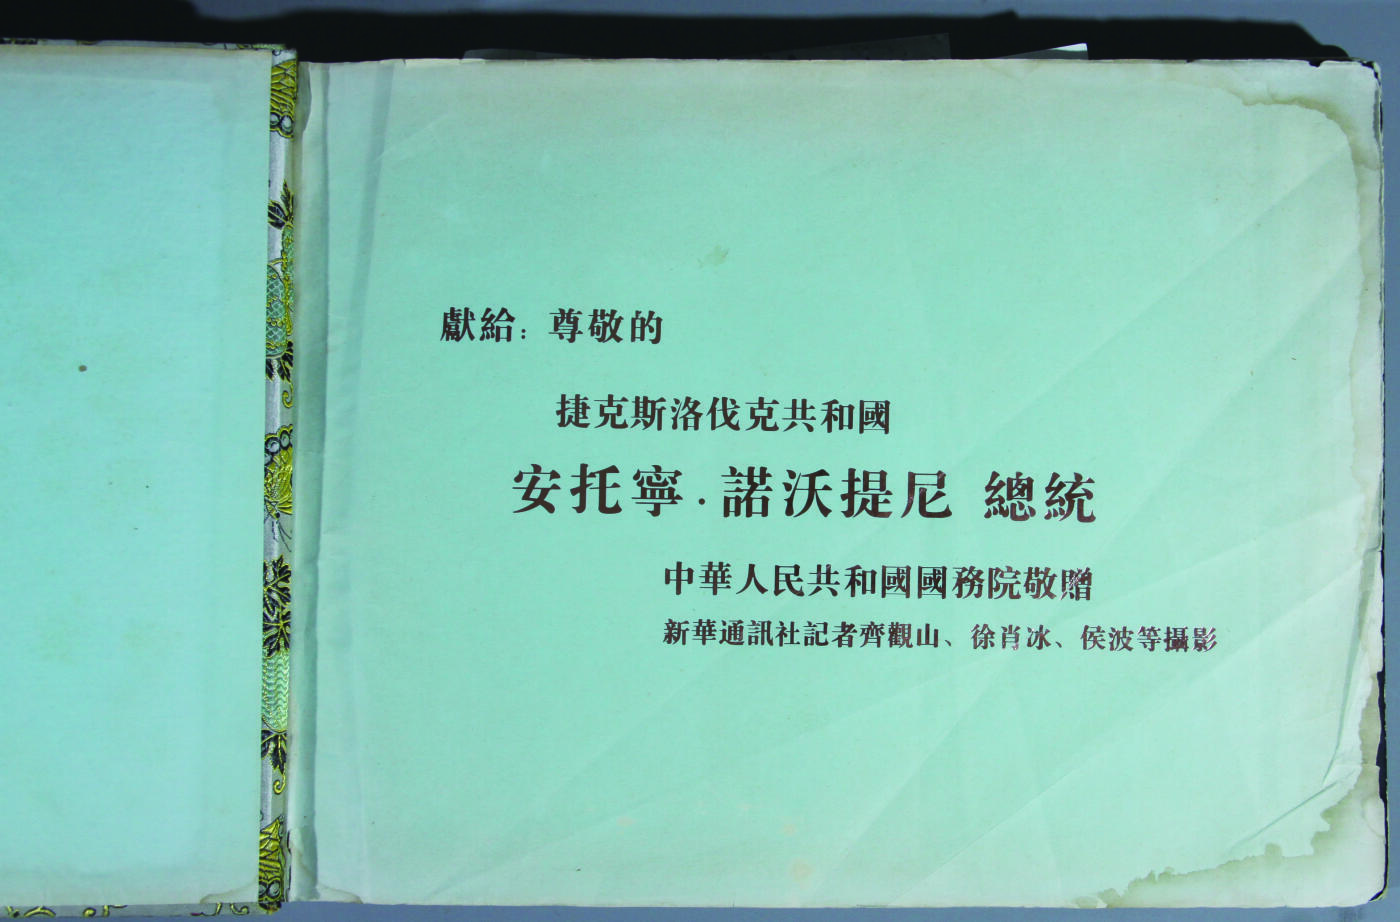 獻給：尊敬的
捷克斯洛伐克共和國
安托寧．諾沃提尼 總統
中華人民共和國國務院敬贈
新華通訊社記者齊觀山、徐肖冰、侯波等攝影